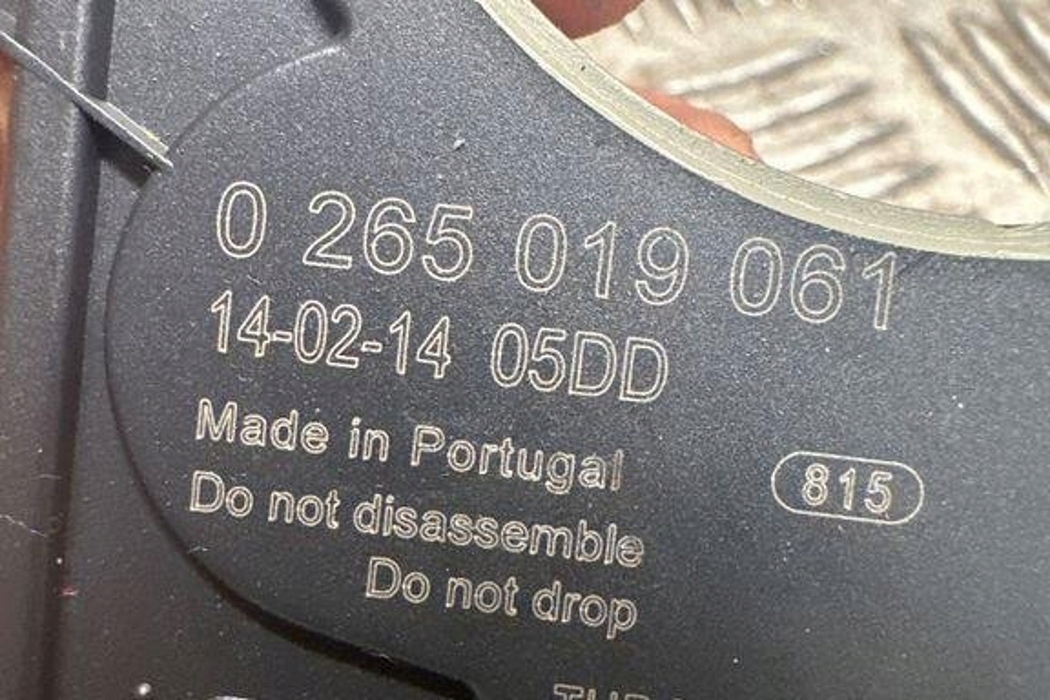 0 265 019 061
14-02-14 05DD
Made in Portugal
815
Do not disassemble
Do not drop